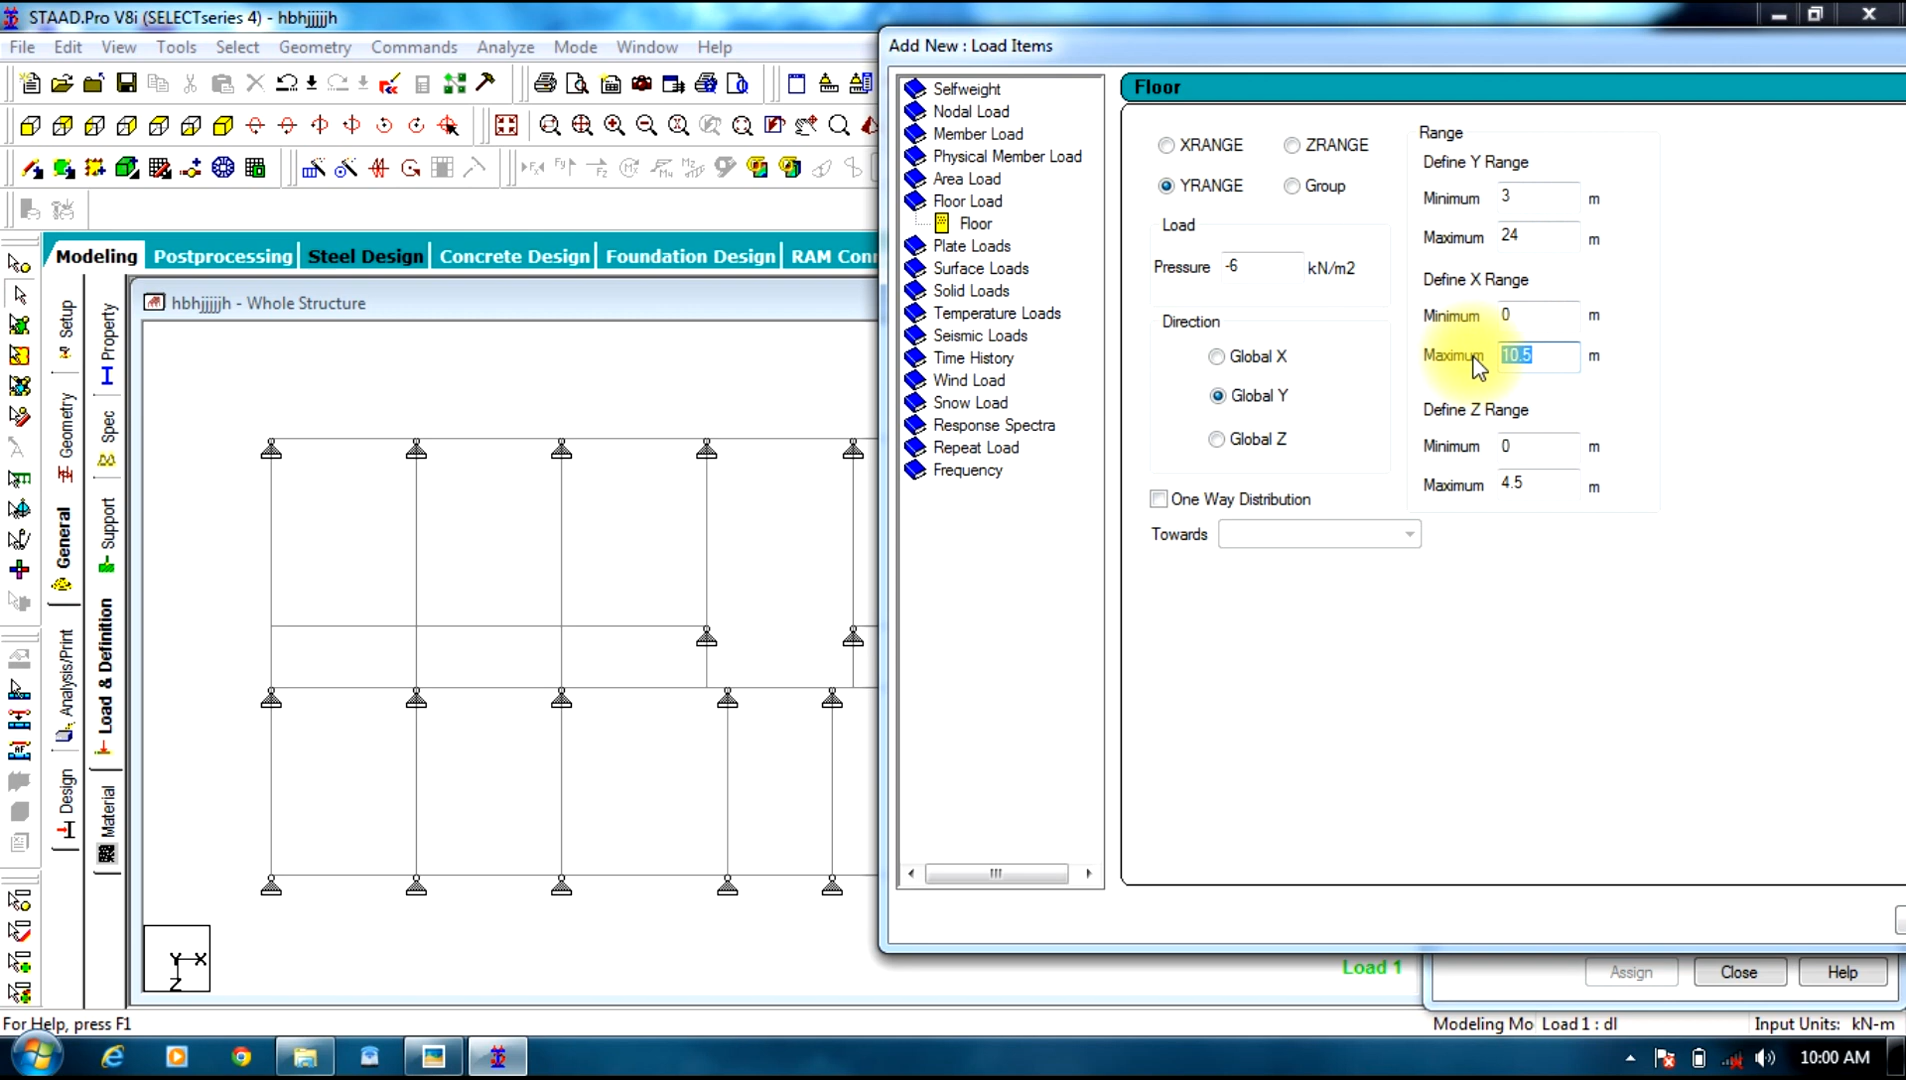 STAAD.Pro V8i (SELECTseries 4) - hbhjjjjjh
File Edit View Tools Select Geometry Commands Analyze Mode Window Help
Modeling Postprocessing Steel Design Concrete Design Foundation Design RAM Conn
hbhjjjjjh - Whole Structure
Setup
Geometry
General
Analysis/Print
Design
Property
Spec
Support
Load & Definition
Material
Y X
Z
Load 1
Add New : Load Items
Selfweight
Nodal Load
Member Load
Physical Member Load
Area Load
Floor Load
Floor
Plate Loads
Surface Loads
Solid Loads
Temperature Loads
Seismic Loads
Time History
Wind Load
Snow Load
Response Spectra
Repeat Load
Frequency
Floor
XRANGE ZRANGE
YRANGE Group
Load
Pressure -6 kN/m2
Direction
Global X
Global Y
Global Z
One Way Distribution
Towards
Range
Define Y Range
Minimum 3 m
Maximum 24 m
Define X Range
Minimum 0 m
Maximum 10.5 m
Define Z Range
Minimum 0 m
Maximum 4.5 m
Assign Close Help
For Help, press F1
Modeling Mo Load 1 : dl Input Units: kN-m
10:00 AM